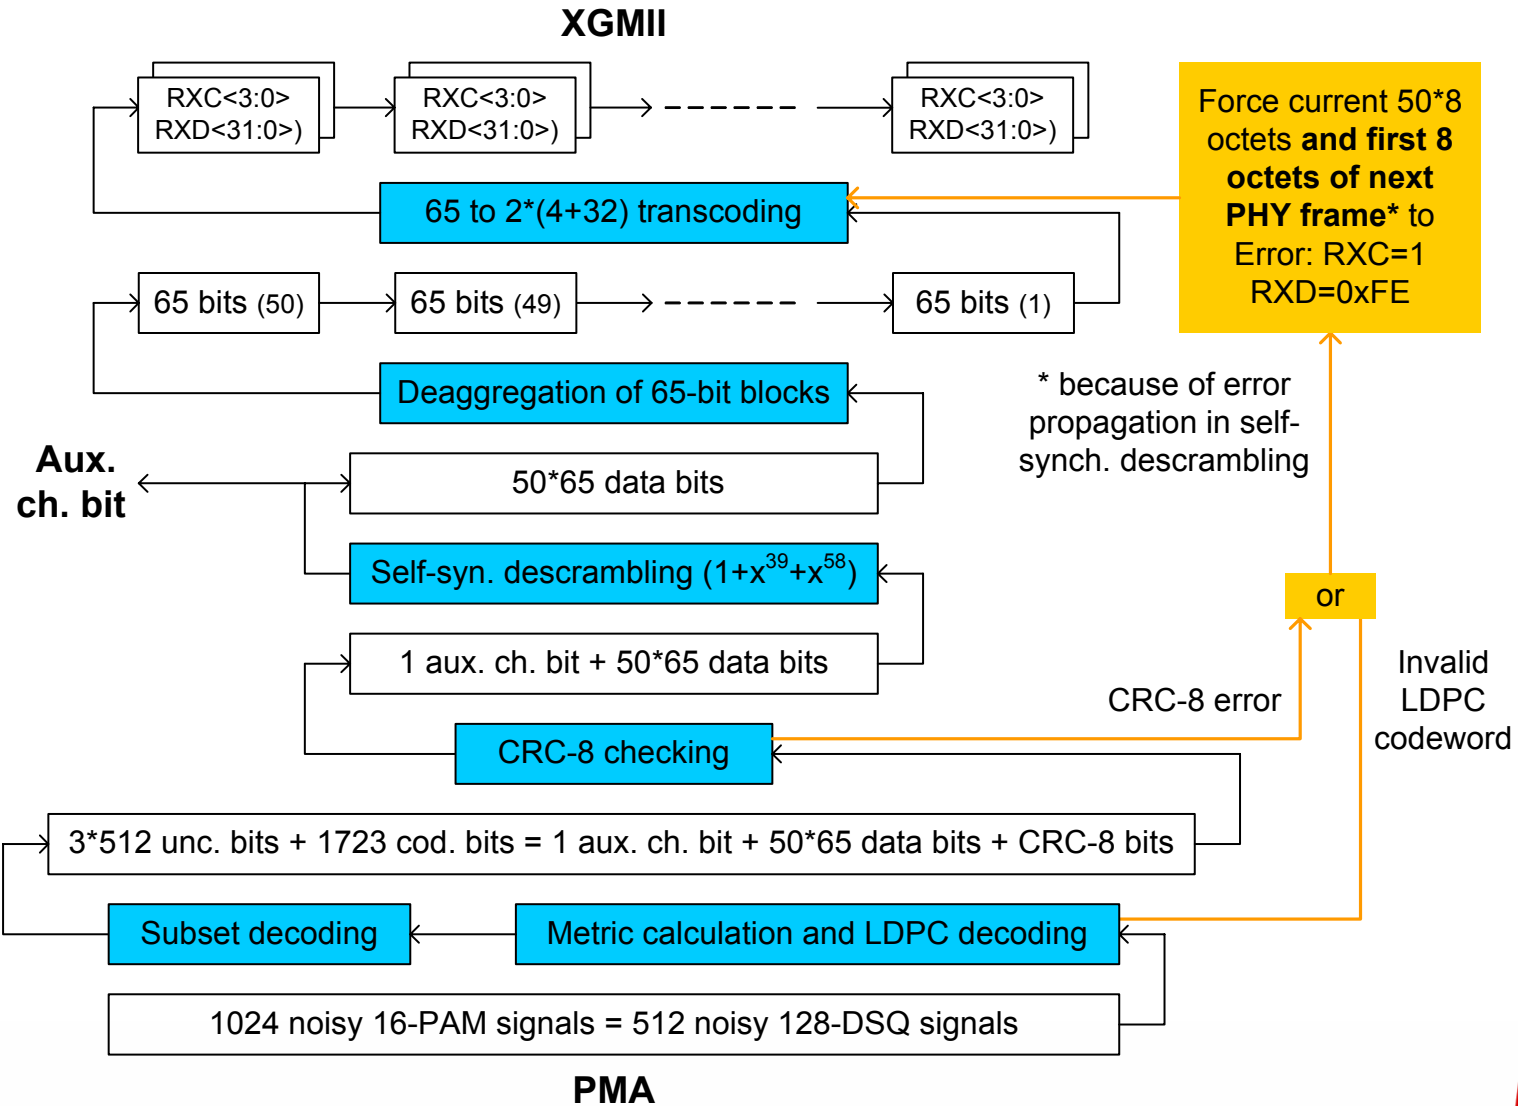 XGMII
RXC<3:0>
RXD<31:0>)
RXC<3:0>
RXD<31:0>)
RXC<3:0>
RXD<31:0>)
Force current 50*8
octets and first 8
octets of next
PHY frame* to
Error: RXC=1
RXD=0xFE
65 to 2*(4+32) transcoding
65 bits (50)
65 bits (49)
65 bits (1)
Deaggregation of 65-bit blocks
* because of error
propagation in self-
synch. descrambling
Aux.
ch. bit
50*65 data bits
Self-syn. descrambling (1+x³⁹+x⁵⁸)
or
1 aux. ch. bit + 50*65 data bits
CRC-8 error
Invalid
LDPC
codeword
CRC-8 checking
3*512 unc. bits + 1723 cod. bits = 1 aux. ch. bit + 50*65 data bits + CRC-8 bits
Subset decoding
Metric calculation and LDPC decoding
1024 noisy 16-PAM signals = 512 noisy 128-DSQ signals
PMA